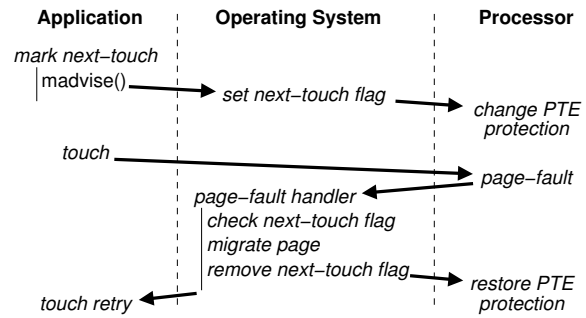 Application Operating System Processor
mark next−touch
madvise()
set next−touch flag
change PTE
protection
touch
page−fault
page−fault handler
check next−touch flag
migrate page
remove next−touch flag
restore PTE
protection
touch retry